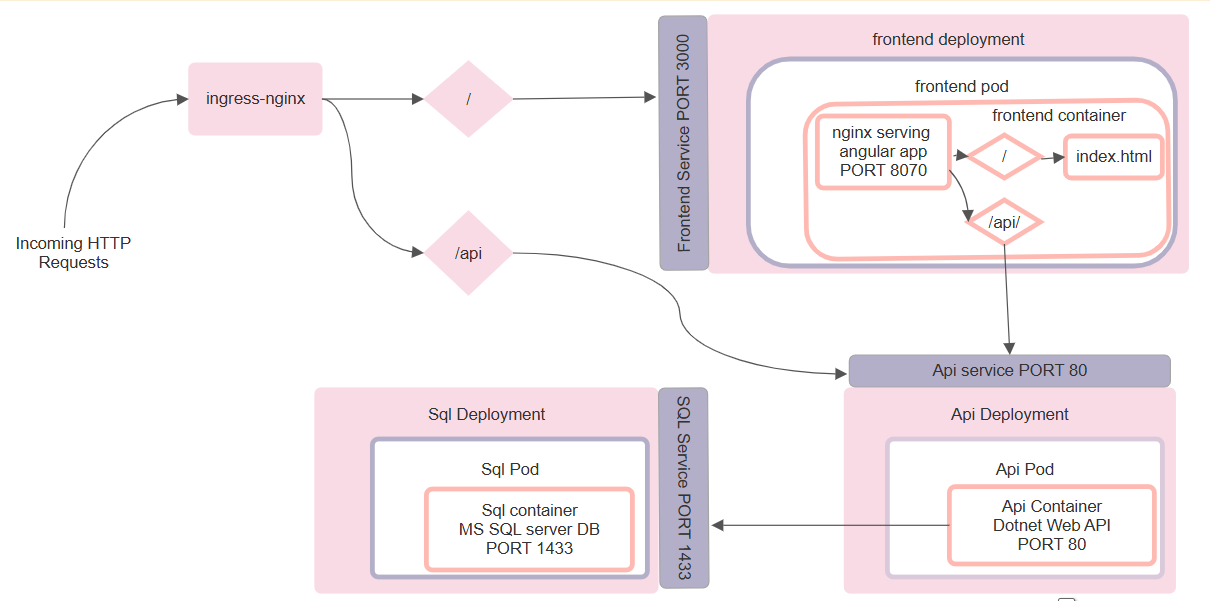 frontend deployment
Frontend Service PORT 3000
frontend pod
ingress-nginx
/
frontend container
nginx serving
angular app
PORT 8070
/
index.html
/api/
Incoming HTTP
Requests
/api
Api service PORT 80
Sql Deployment
SQL Service PORT 1433
Api Deployment
Sql Pod
Api Pod
Sql container
MS SQL server DB
PORT 1433
Api Container
Dotnet Web API
PORT 80